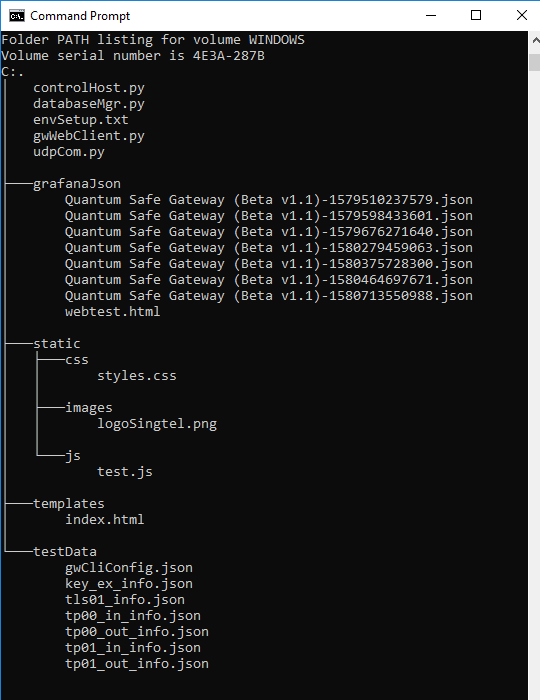 Command Prompt
Folder PATH listing for volume WINDOWS
Volume serial number is 4E3A-287B
C:.
controlHost.py
databaseMgr.py
envSetup.txt
gwWebClient.py
udpCom.py
grafanaJson
Quantum Safe Gateway (Beta v1.1)-1579510237579.json
Quantum Safe Gateway (Beta v1.1)-1579598433601.json
Quantum Safe Gateway (Beta v1.1)-1579676271640.json
Quantum Safe Gateway (Beta v1.1)-1580279459063.json
Quantum Safe Gateway (Beta v1.1)-1580375728300.json
Quantum Safe Gateway (Beta v1.1)-1580464697671.json
Quantum Safe Gateway (Beta v1.1)-1580713550988.json
webtest.html
static
css
styles.css
images
logoSingtel.png
js
test.js
templates
index.html
testData
gwCliConfig.json
key_ex_info.json
tls01_info.json
tp00_in_info.json
tp00_out_info.json
tp01_in_info.json
tp01_out_info.json